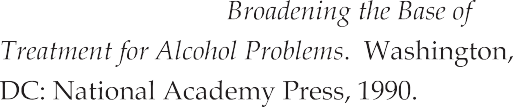 Broadening the Base of
Treatment for Alcohol Problems. Washington,
DC: National Academy Press, 1990.